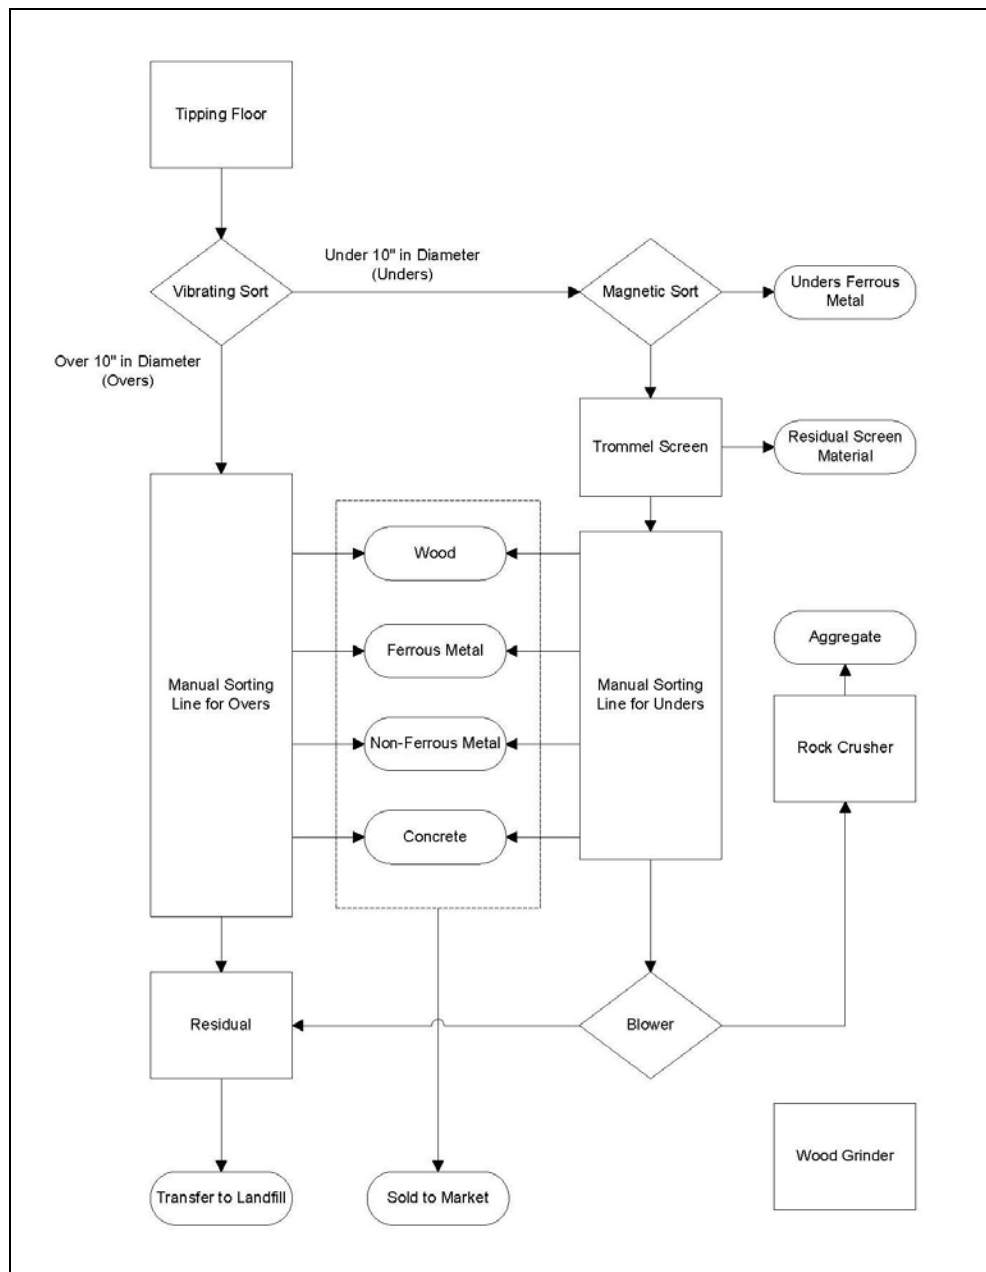 Tipping Floor
Under 10" in Diameter
(Unders)
Vibrating Sort
Magnetic Sort
Unders Ferrous
Metal
Over 10" in Diameter
(Overs)
Trommel Screen
Residual Screen
Material
Wood
Ferrous Metal
Non-Ferrous Metal
Concrete
Manual Sorting
Line for Overs
Manual Sorting
Line for Unders
Aggregate
Rock Crusher
Residual
Blower
Wood Grinder
Transfer to Landfill
Sold to Market